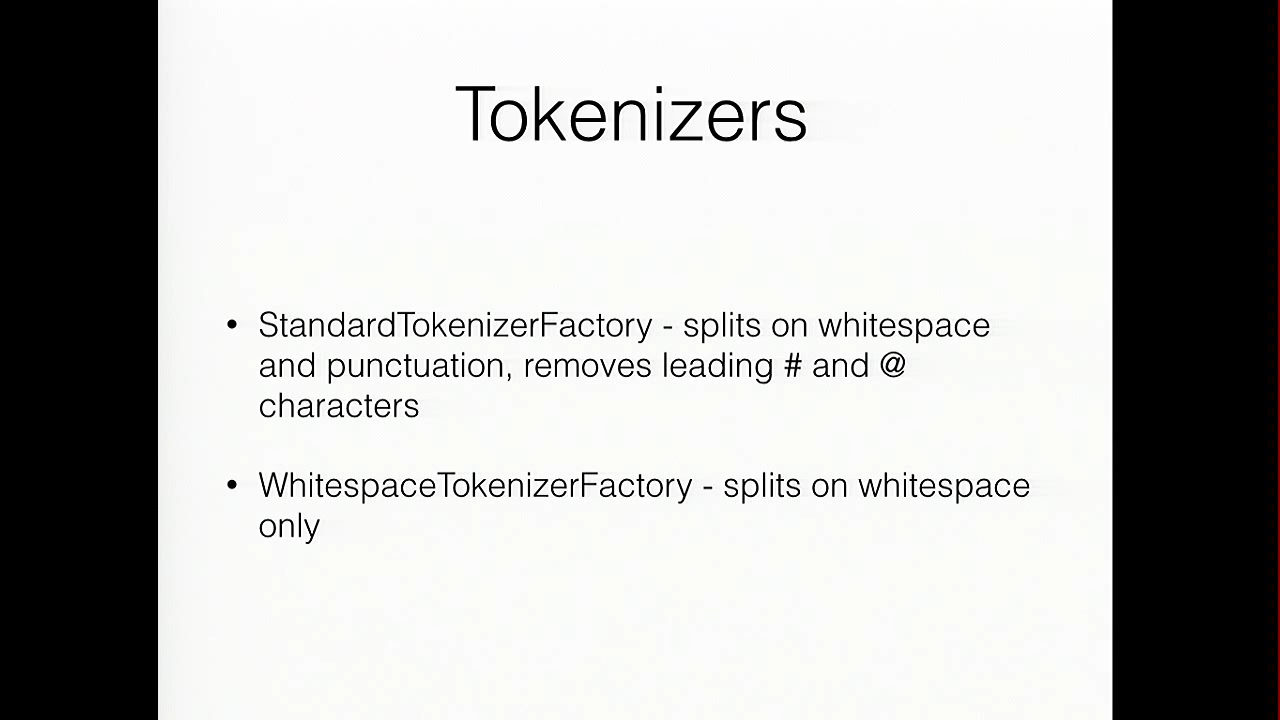 Tokenizers
• StandardTokenizerFactory - splits on whitespace
and punctuation, removes leading # and @
characters
• WhitespaceTokenizerFactory - splits on whitespace
only